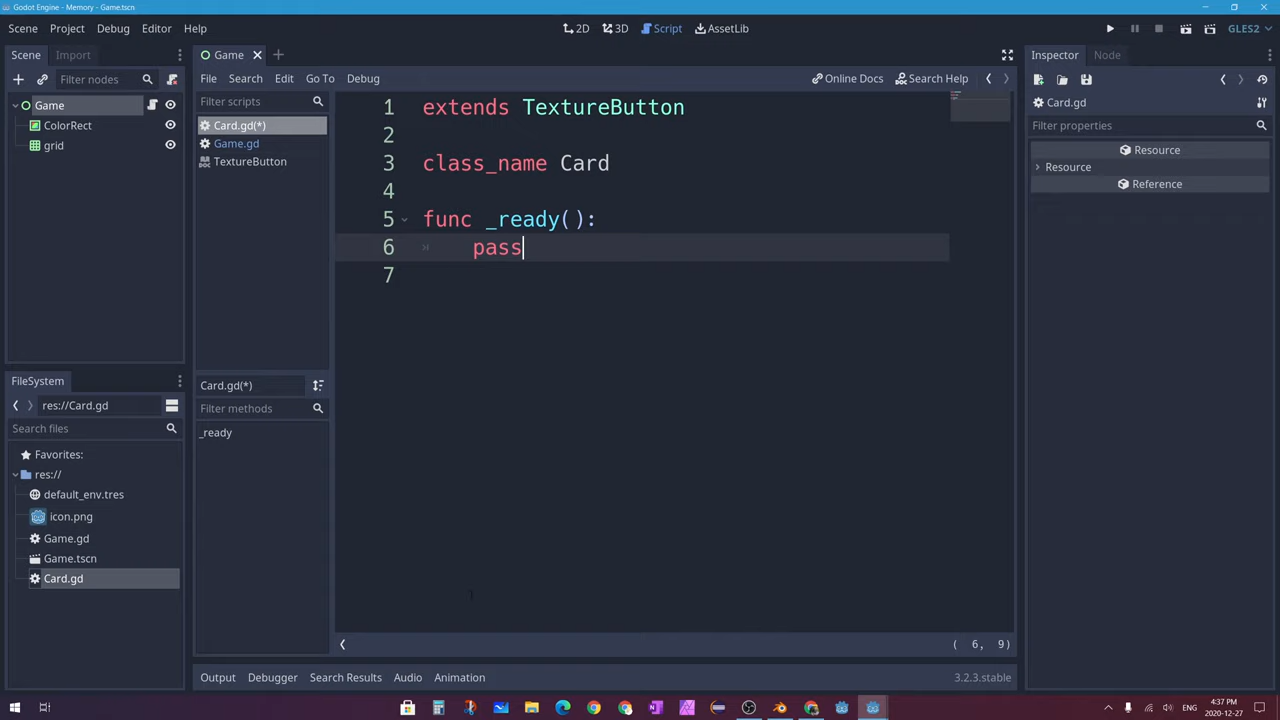 Godot Engine - Memory - Game.tscn
Scene Project Debug Editor Help
2D 3D Script AssetLib
GLES2
Scene Import
Filter nodes
Game
ColorRect
grid
FileSystem
res://Card.gd
Search files
Favorites:
res://
default_env.tres
icon.png
Game.gd
Game.tscn
Card.gd
Game
File Search Edit Go To Debug
Online Docs Search Help
Filter scripts
Card.gd(*)
Game.gd
TextureButton
Card.gd(*)
Filter methods
_ready
1 extends TextureButton
2
3 class_name Card
4
5 func _ready():
6 pass
7
( 6, 9)
Output Debugger Search Results Audio Animation
3.2.3.stable
Inspector Node
Card.gd
Filter properties
Resource
Resource
Reference
ENG
4:37 PM
2020-12-27